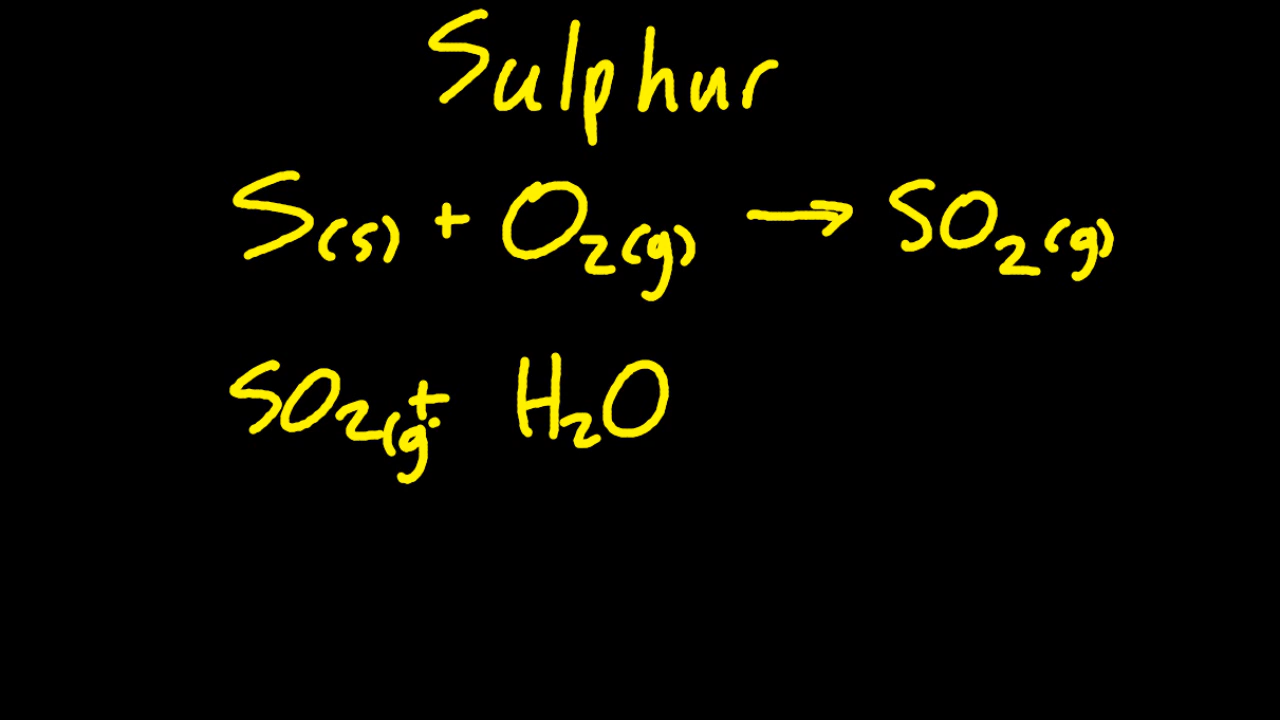 Sulphur
S(s) + O2(g) → SO2(g)
SO2(g + H2O